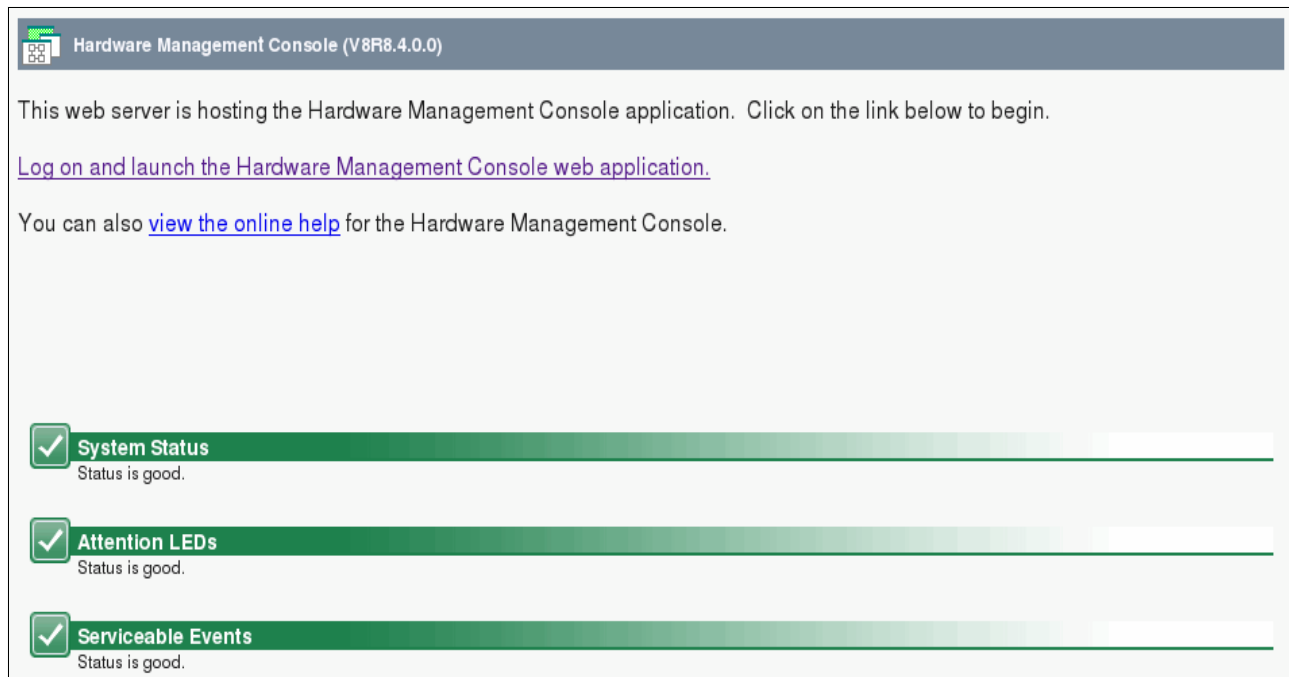 Hardware Management Console (V8R8.4.0.0)
This web server is hosting the Hardware Management Console application. Click on the link below to begin.
Log on and launch the Hardware Management Console web application.
You can also view the online help for the Hardware Management Console.
System Status
Status is good.
Attention LEDs
Status is good.
Serviceable Events
Status is good.